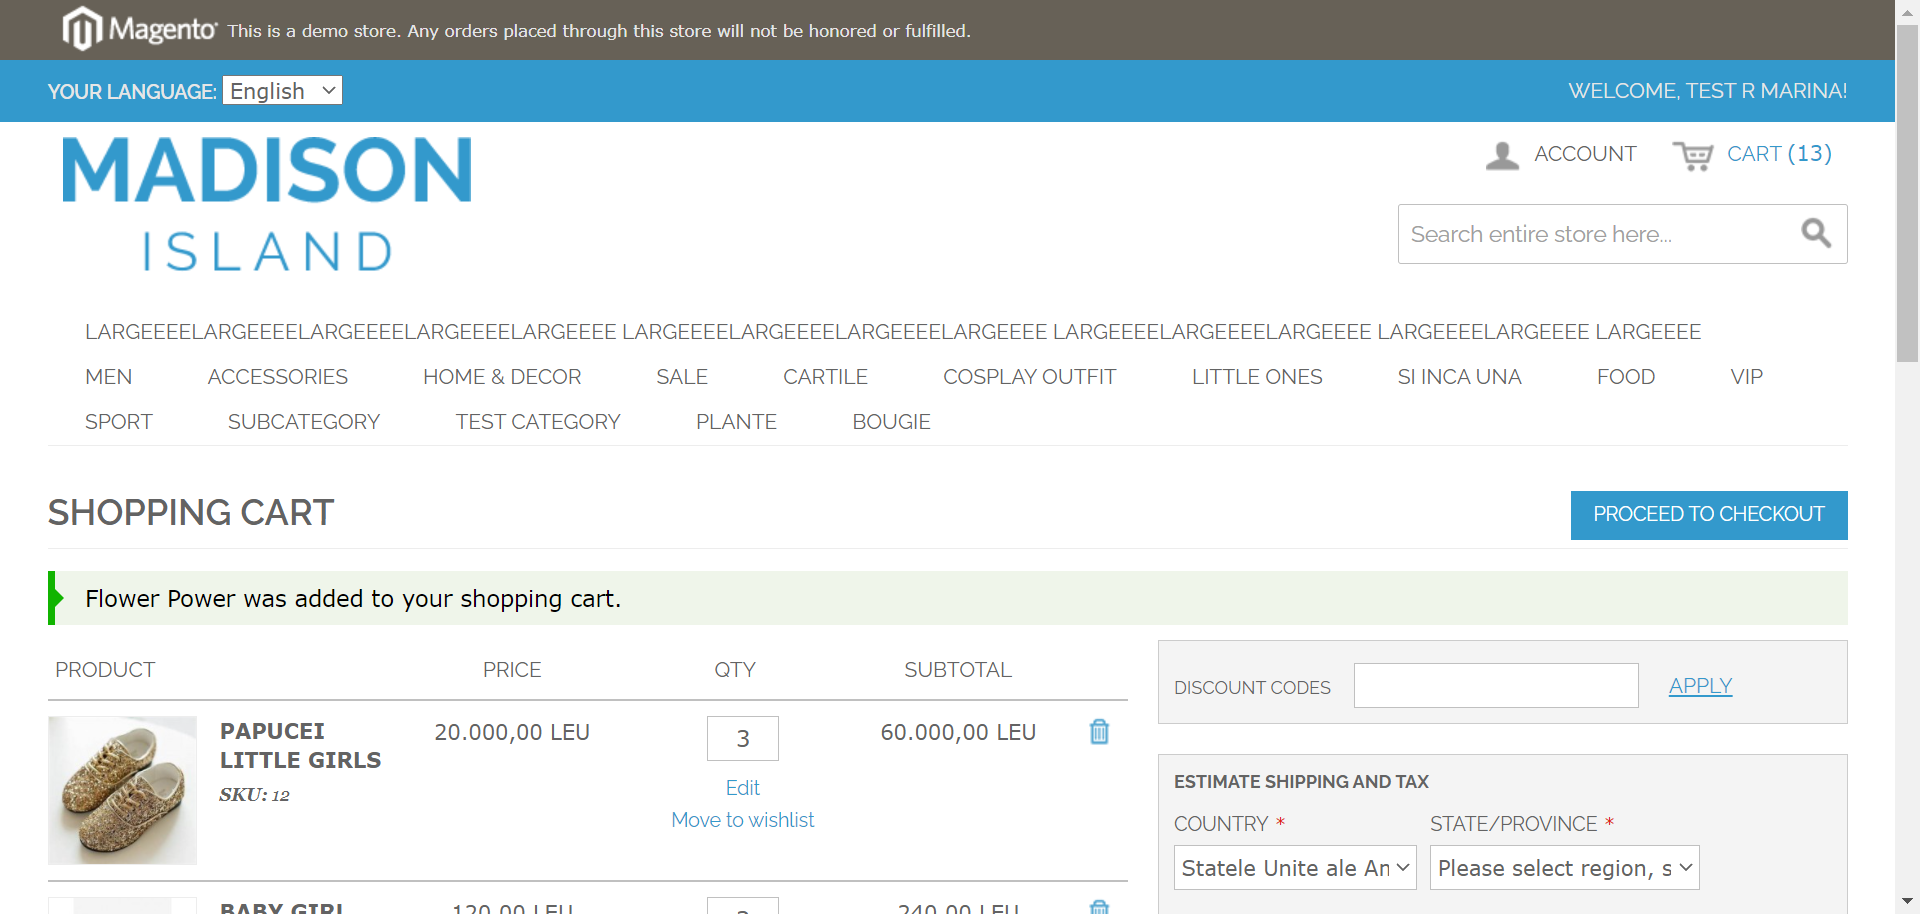 Magento This is a demo store. Any orders placed through this store will not be honored or fulfilled.
YOUR LANGUAGE: English WELCOME, TEST R MARINA!
MADISON
ISLAND
ACCOUNT CART (13)
Search entire store here...
LARGEEEELARGEEEELARGEEEELARGEEEELARGEEEE LARGEEEELARGEEEELARGEEEELARGEEEE LARGEEEELARGEEEELARGEEEE LARGEEEELARGEEEE LARGEEEE
MEN ACCESSORIES HOME & DECOR SALE CARTILE COSPLAY OUTFIT LITTLE ONES SI INCA UNA FOOD VIP
SPORT SUBCATEGORY TEST CATEGORY PLANTE BOUGIE
SHOPPING CART
PROCEED TO CHECKOUT
Flower Power was added to your shopping cart.
PRODUCT PRICE QTY SUBTOTAL
PAPUCEI
LITTLE GIRLS
SKU: 12
20.000,00 LEU
3
Edit
Move to wishlist
60.000,00 LEU
BABY GIRL 120,00 LEU 240,00 LEU
DISCOUNT CODES APPLY
ESTIMATE SHIPPING AND TAX
COUNTRY * STATE/PROVINCE *
Statele Unite ale An Please select region, s